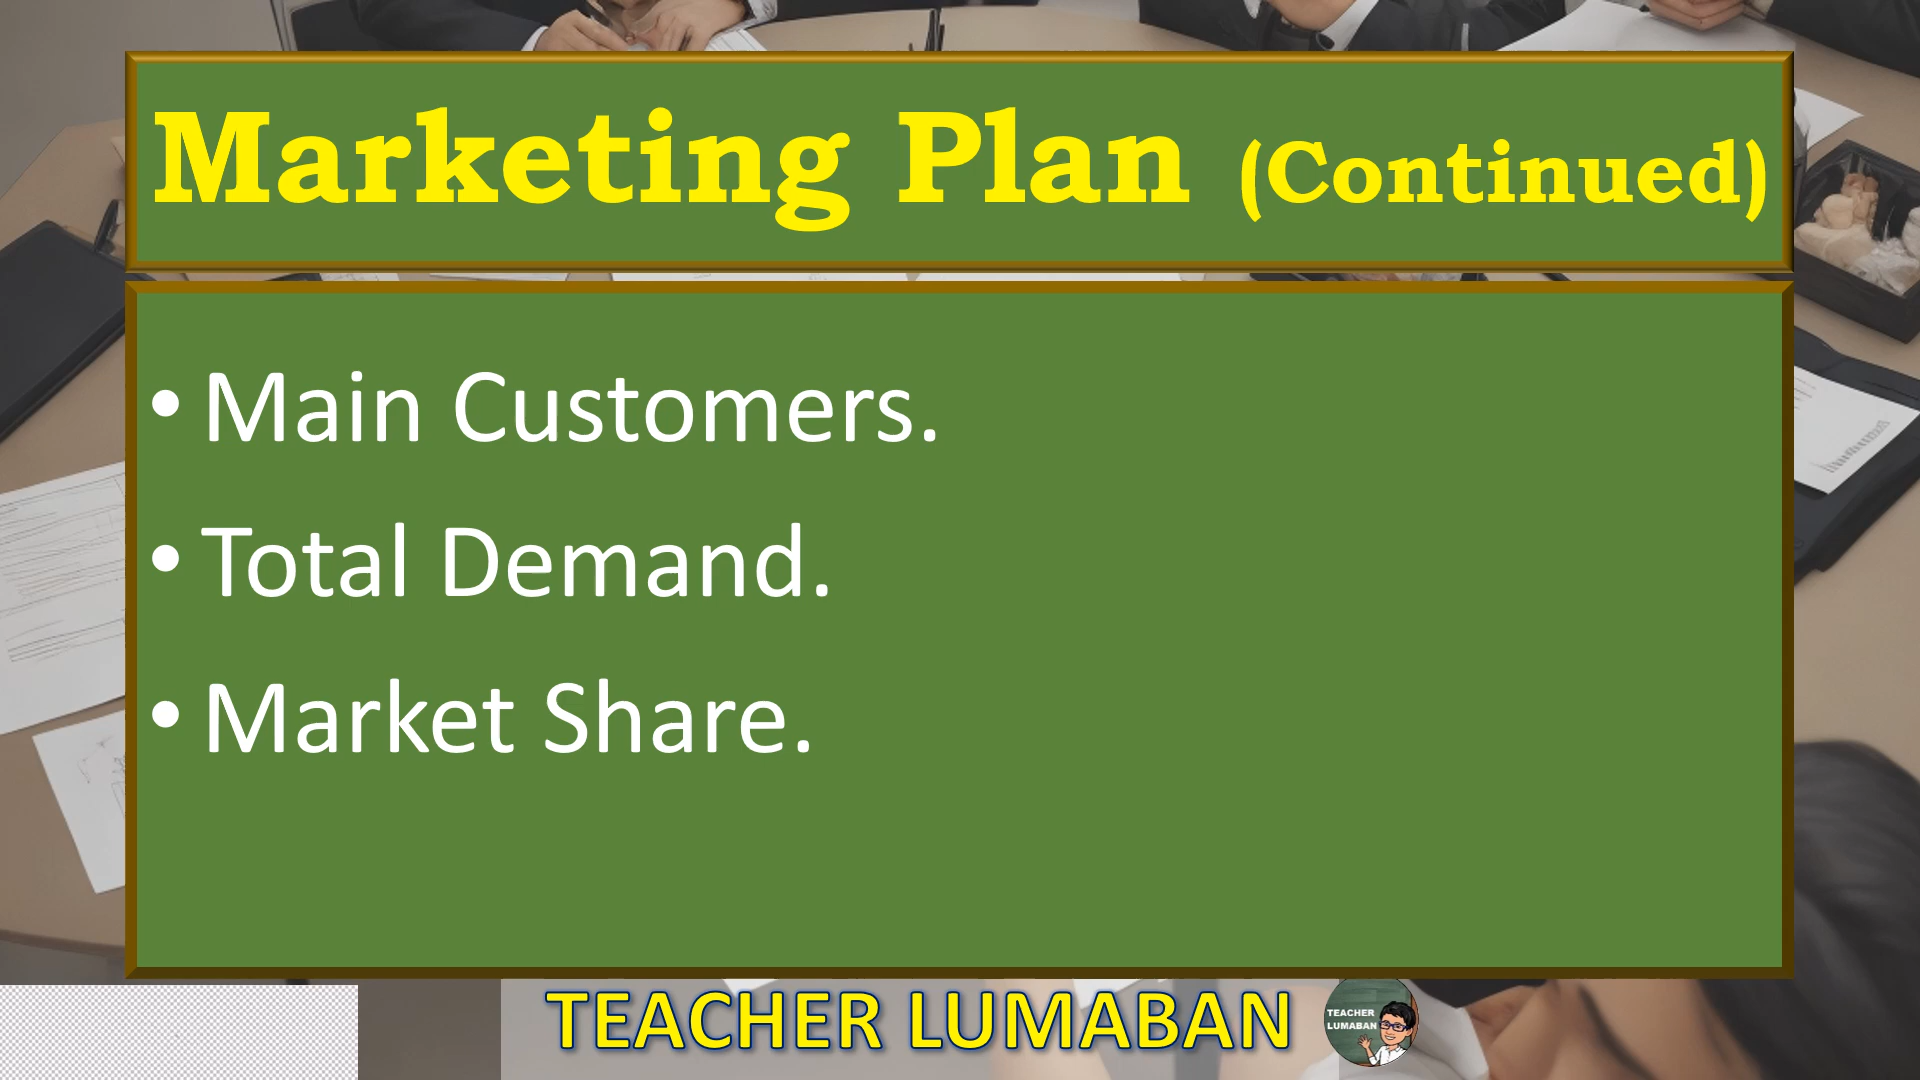 Marketing Plan (Continued)
• Main Customers.
• Total Demand.
• Market Share.
TEACHER LUMABAN
TEACHER
LUMABAN